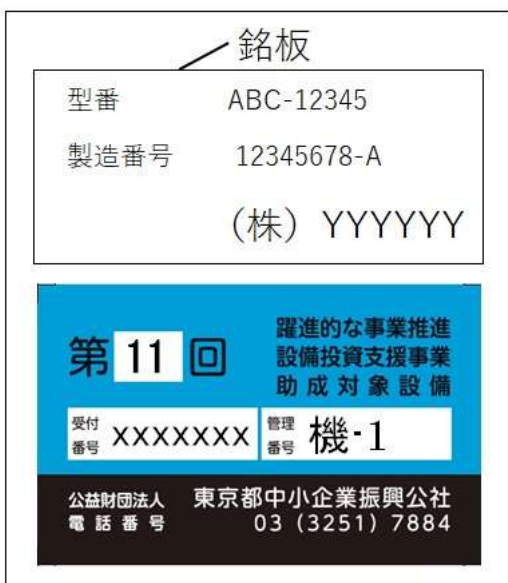 銘板
型番 ABC-12345
製造番号 12345678-A
（株）YYYYYY
第 11 回
躍進的な事業推進
設備投資支援事業
助成対象設備
受付番号 XXXXXXX
管理番号 機-1
公益財団法人 東京都中小企業振興公社
電話番号 03（3251）7884